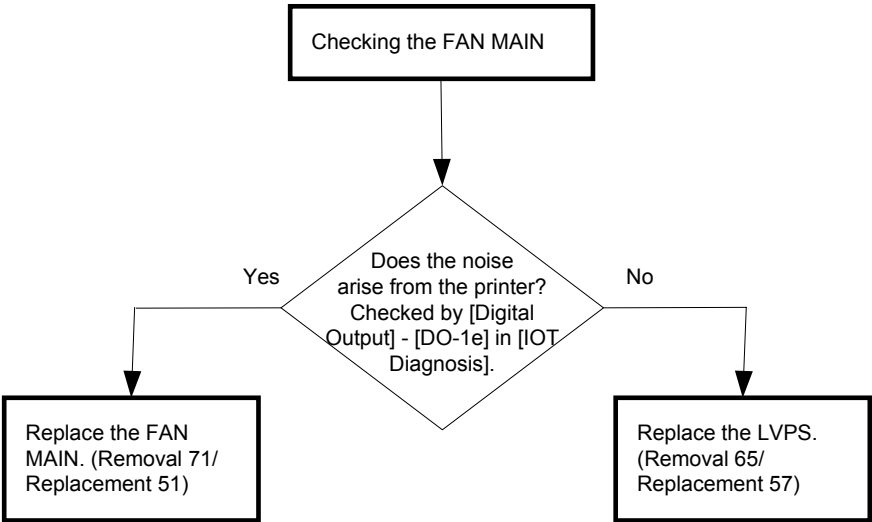 Checking the FAN MAIN
Does the noise
arise from the printer?
Checked by [Digital
Output] - [DO-1e] in [IOT
Diagnosis].
Yes
No
Replace the FAN
MAIN. (Removal 71/
Replacement 51)
Replace the LVPS.
(Removal 65/
Replacement 57)